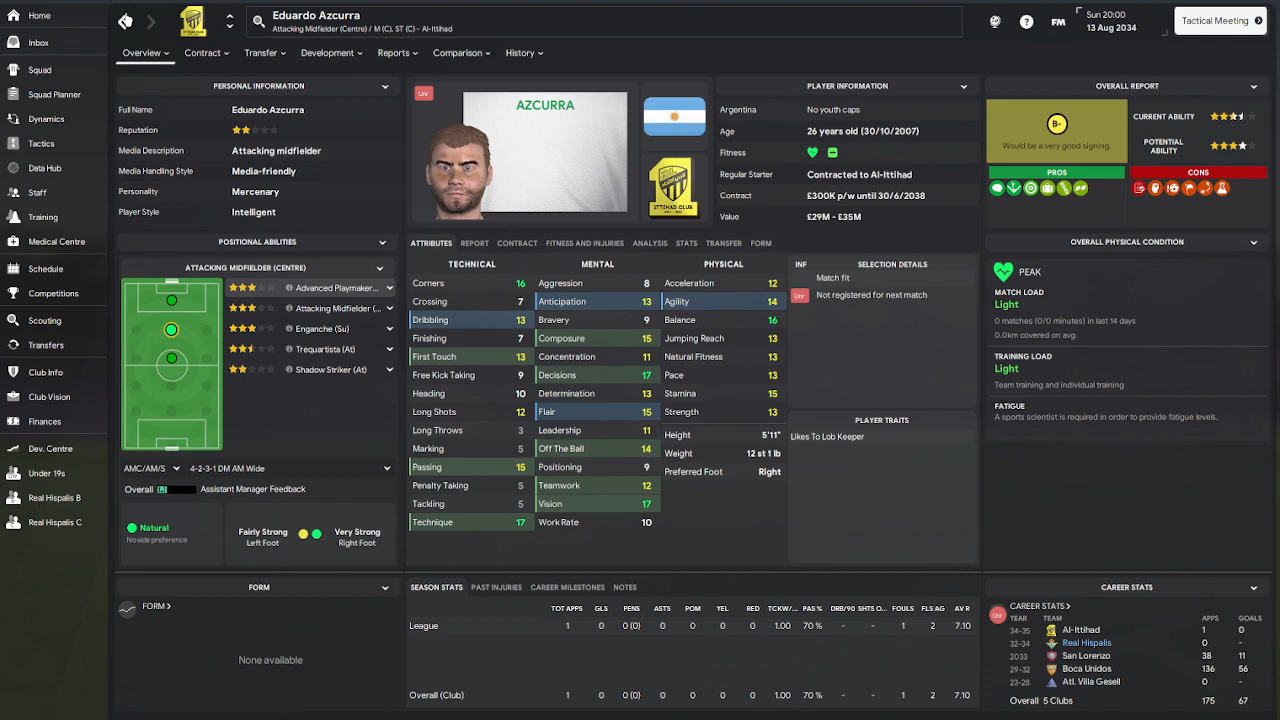 Home
Inbox
Squad
Squad Planner
Dynamics
Tactics
Data Hub
Staff
Training
Medical Centre
Schedule
Competitions
Scouting
Transfers
Club Info
Club Vision
Finances
Dev. Centre
Under 19s
Real Hispalis B
Real Hispalis C
Eduardo Azcurra
Attacking Midfielder (Centre) / M (C), ST (C) - Al-Ittihad
FM
Sun 20:00
13 Aug 2034
Tactical Meeting
Overview Contract Transfer Development Reports Comparison History
PERSONAL INFORMATION
Full Name Eduardo Azcurra
Reputation
Media Description Attacking midfielder
Media Handling Style Media-friendly
Personality Mercenary
Player Style Intelligent
Unr
AZCURRA
ITTIHAD CLUB
PLAYER INFORMATION
Argentina No youth caps
Age 26 years old (30/10/2007)
Fitness
Regular Starter Contracted to Al-Ittihad
Contract £300K p/w until 30/6/2038
Value £29M - £35M
OVERALL REPORT
B-
Would be a very good signing.
CURRENT ABILITY
POTENTIAL ABILITY
PROS CONS
POSITIONAL ABILITIES
ATTACKING MIDFIELDER (CENTRE)
Advanced Playmaker...
Attacking Midfielder (...
Enganche (Su)
Trequartista (At)
Shadow Striker (At)
AMC/AM/S 4-2-3-1 DM AM Wide
Overall Assistant Manager Feedback
Natural
No side preference
Fairly Strong
Left Foot
Very Strong
Right Foot
ATTRIBUTES REPORT CONTRACT FITNESS AND INJURIES ANALYSIS STATS TRANSFER FORM
TECHNICAL
Corners 16
Crossing 7
Dribbling 13
Finishing 7
First Touch 13
Free Kick Taking 9
Heading 10
Long Shots 12
Long Throws 3
Marking 5
Passing 15
Penalty Taking 5
Tackling 5
Technique 17
MENTAL
Aggression 8
Anticipation 13
Bravery 9
Composure 15
Concentration 11
Decisions 17
Determination 13
Flair 15
Leadership 11
Off The Ball 14
Positioning 9
Teamwork 12
Vision 17
Work Rate 10
PHYSICAL
Acceleration 12
Agility 14
Balance 16
Jumping Reach 13
Natural Fitness 13
Pace 13
Stamina 15
Strength 13
Height 5'11"
Weight 12 st 1 lb
Preferred Foot Right
INF SELECTION DETAILS
Match fit
Unr Not registered for next match
PLAYER TRAITS
Likes To Lob Keeper
OVERALL PHYSICAL CONDITION
PEAK
MATCH LOAD
Light
0 matches (0/0 minutes) in last 14 days
0.0km covered on avg.
TRAINING LOAD
Light
Team training and individual training
FATIGUE
A sports scientist is required in order to provide fatigue levels.
FORM
FORM
None available
SEASON STATS PAST INJURIES CAREER MILESTONES NOTES
TOT APPS GLS PENS ASTS POM YEL RED TCKW/... PAS % DRB/90 SHTS O... FOULS FLS AG AV R
League 1 0 0 (0) 0 0 0 0 1.00 70 % - - 1 2 7.10
Overall (Club) 1 0 0 (0) 0 0 0 0 1.00 70 % - - 1 2 7.10
CAREER STATS
Unr
CAREER STATS
YEAR TEAM APPS GOALS
34-35 Al-Ittihad 1 0
32-34 Real Hispalis 0 -
2033 San Lorenzo 38 11
29-32 Boca Unidos 136 56
23-28 Atl. Villa Gesell 0 -
Overall 5 Clubs 175 67